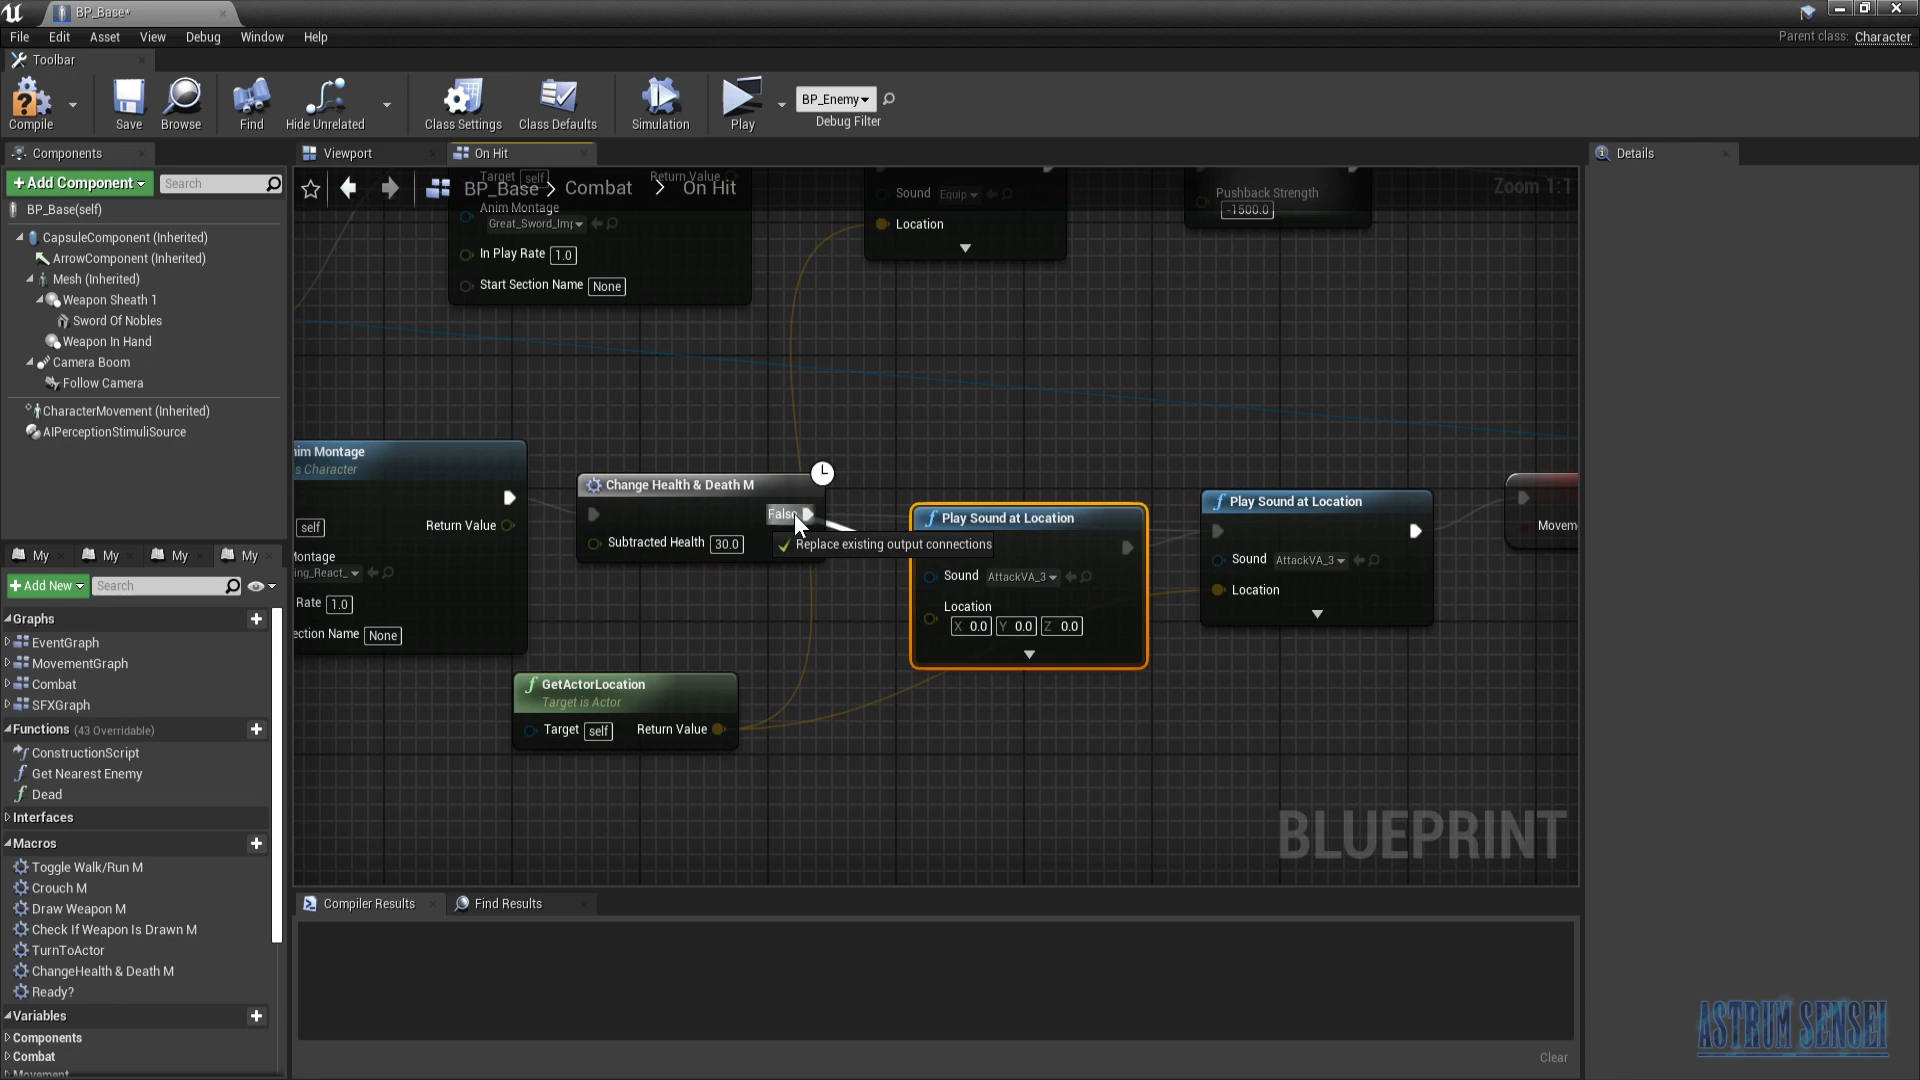 BP_Base*
File Edit Asset View Debug Window Help
Parent class: Character
Toolbar
Compile
Save
Browse
Find
Hide Unrelated
Class Settings
Class Defaults
Simulation
Play
BP_Enemy
Debug Filter
Components
+Add Component
Search
BP_Base(self)
CapsuleComponent (Inherited)
ArrowComponent (Inherited)
Mesh (Inherited)
Weapon Sheath 1
Sword Of Nobles
Weapon In Hand
Camera Boom
Follow Camera
CharacterMovement (Inherited)
AIPerceptionStimuliSource
My My My My
+Add New
Search
Graphs
EventGraph
MovementGraph
Combat
SFXGraph
Functions (43 Overridable)
ConstructionScript
Get Nearest Enemy
Dead
Interfaces
Macros
Toggle Walk/Run M
Crouch M
Draw Weapon M
Check If Weapon Is Drawn M
TurnToActor
ChangeHealth & Death M
Ready?
Variables
Components
Combat
Movement
Viewport
On Hit
BP_Base > Combat > On Hit
Zoom 1:1
Target self Return Value
Anim Montage
Great_Sword_Imp
In Play Rate 1.0
Start Section Name None
Sound Equip
Location
Pushback Strength
-1500.0
nim Montage
s Character
self Return Value
Montage
ing_React_
Rate 1.0
ection Name None
Change Health & Death M
False
Subtracted Health 30.0
Replace existing output connections
Play Sound at Location
Sound AttackVA_3
Location
X 0.0 Y 0.0 Z 0.0
Play Sound at Location
Sound AttackVA_3
Location
Movem
GetActorLocation
Target is Actor
Target self Return Value
BLUEPRINT
Compiler Results
Find Results
Clear
Details
ASTRUM SENSEI